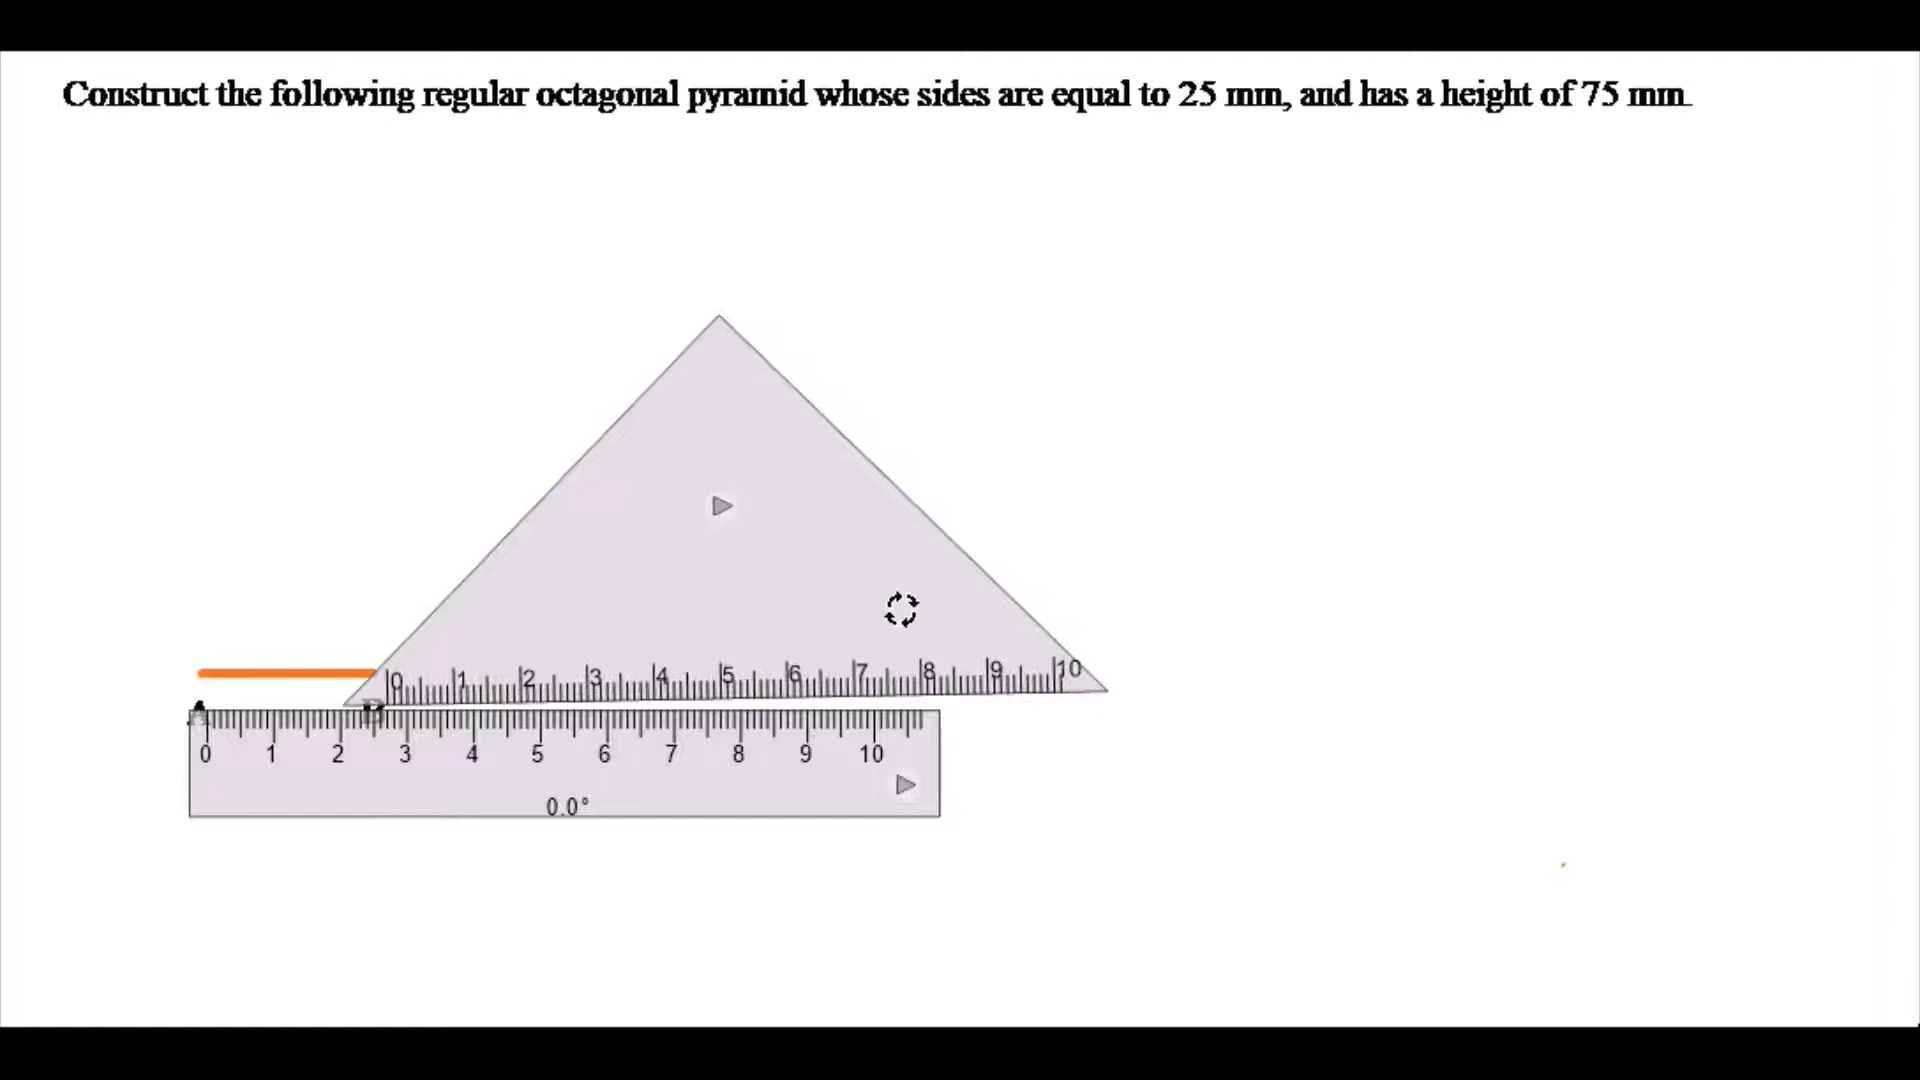 Construct the following regular octagonal pyramid whose sides are equal to 25 mm, and has a height of 75 mm.
0 1 2 3 4 5 6 7 8 9 10
A B
0 1 2 3 4 5 6 7 8 9 10
0.0°